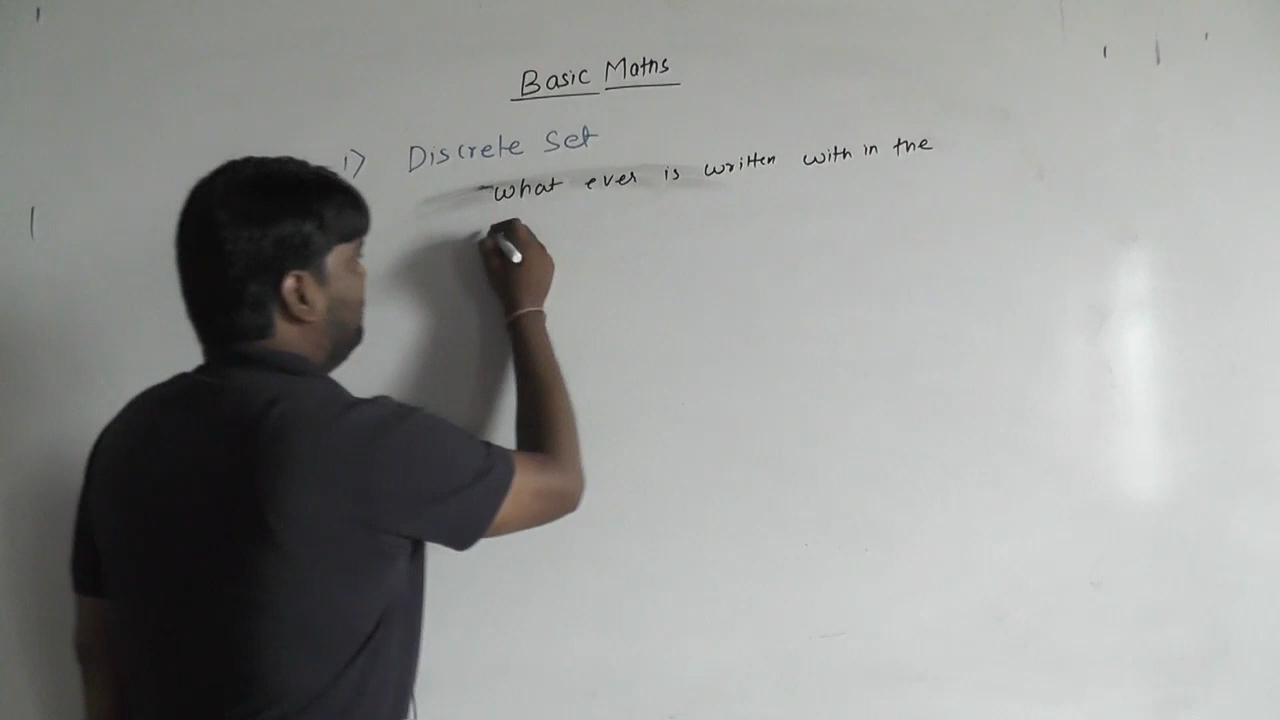 Basic Maths
1) Discrete Set
what ever is written with in the